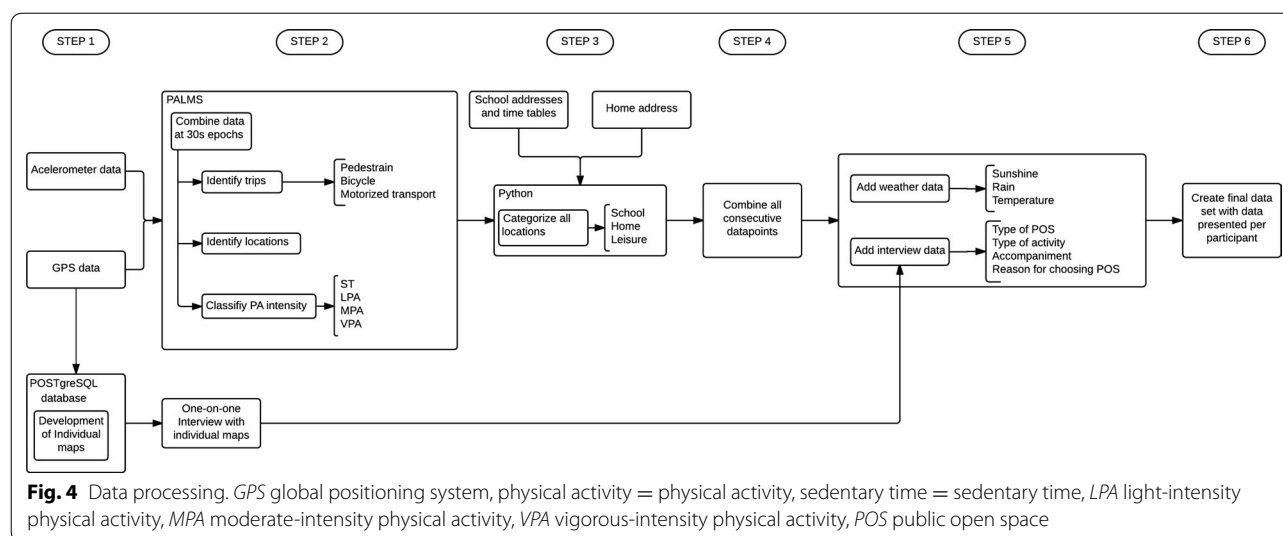 STEP 1
STEP 2
STEP 3
STEP 4
STEP 5
STEP 6
Acelerometer data
GPS data
POSTgreSQL
database
Development
of Individual
maps
PALMS
Combine data
at 30s epochs
Identify trips
Pedestrain
Bicycle
Motorized transport
Identify locations
Classifiy PA intensity
ST
LPA
MPA
VPA
One-on-one
Interview with
individual maps
School addresses
and time tables
Home address
Python
Categorize all
locations
School
Home
Leisure
Combine all
consecutive
datapoints
Add weather data
Sunshine
Rain
Temperature
Add interview data
Type of POS
Type of activity
Accompaniment
Reason for choosing POS
Create final data
set with data
presented per
participant
Fig. 4 Data processing. GPS global positioning system, physical activity = physical activity, sedentary time = sedentary time, LPA light-intensity
physical activity, MPA moderate-intensity physical activity, VPA vigorous-intensity physical activity, POS public open space